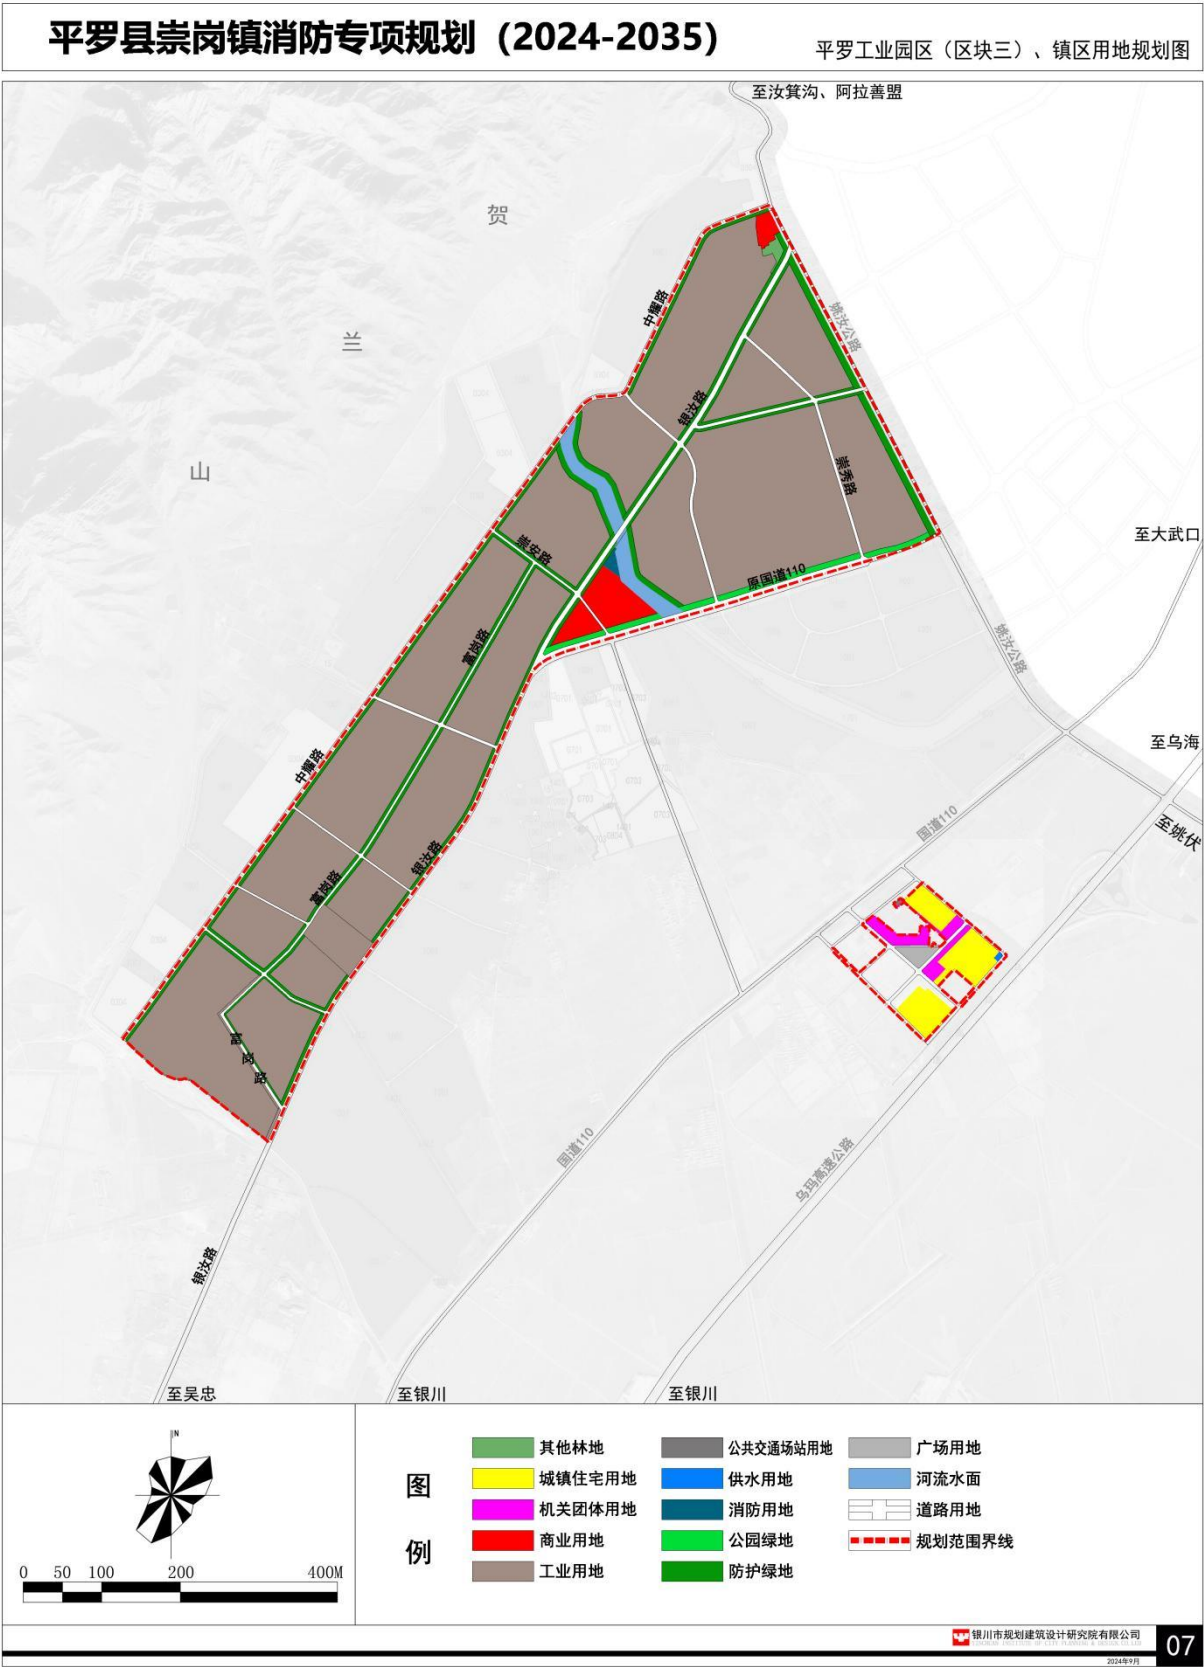 平罗县崇岗镇消防专项规划（2024-2035）
平罗工业园区（区块三）、镇区用地规划图
至汝箕沟、阿拉善盟
贺
中耀路
姚汝公路
兰
银汝路
崇秀路
山
至大武口
崇安路
原国道110
富岗路
姚汝公路
至乌海
中耀路
国道110
至姚伏
银汝路
富岗路
富岗路
国道110
乌玛高速公路
银汝路
至吴忠
至银川
至银川
N
0 50 100 200 400M
图例
其他林地
城镇住宅用地
机关团体用地
商业用地
工业用地
公共交通场站用地
供水用地
消防用地
公园绿地
防护绿地
广场用地
河流水面
道路用地
规划范围界线
银川市规划建筑设计研究院有限公司
07
2024年9月